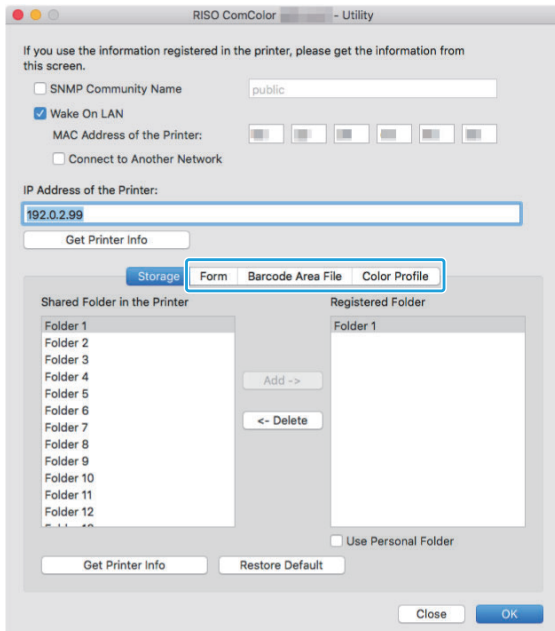 RISO ComColor - Utility
If you use the information registered in the printer, please get the information from
this screen.
SNMP Community Name
public
Wake On LAN
MAC Address of the Printer:
Connect to Another Network
IP Address of the Printer:
192.0.2.99
Get Printer Info
Storage Form Barcode Area File Color Profile
Shared Folder in the Printer
Folder 1
Folder 2
Folder 3
Folder 4
Folder 5
Folder 6
Folder 7
Folder 8
Folder 9
Folder 10
Folder 11
Folder 12
Add ->
<- Delete
Registered Folder
Folder 1
Use Personal Folder
Get Printer Info
Restore Default
Close
OK